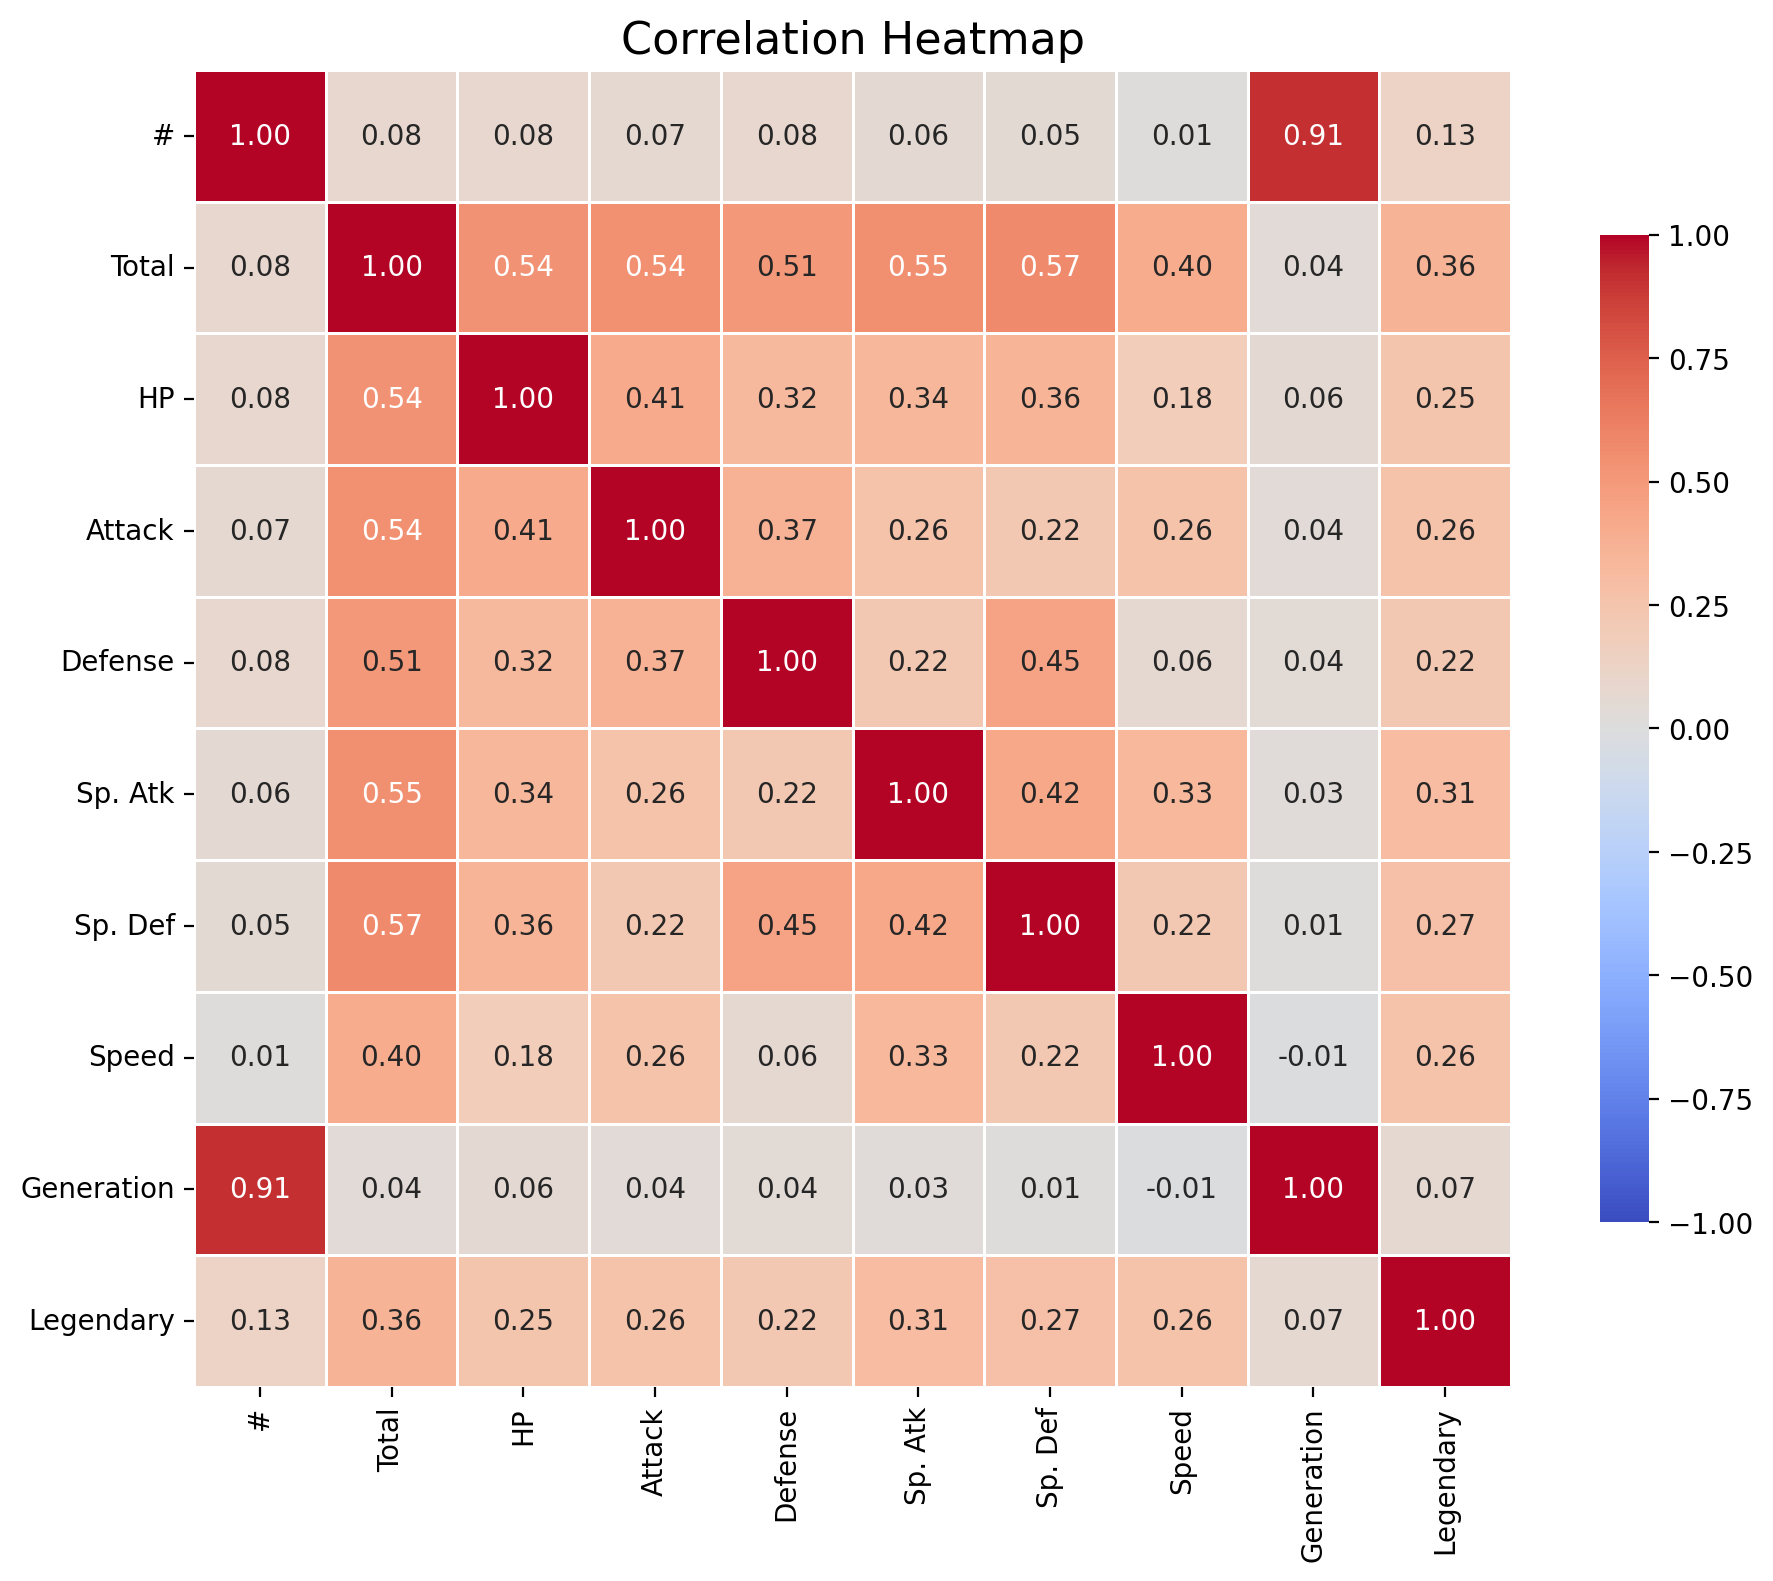 Correlation Heatmap
# 1.00 0.08 0.08 0.07 0.08 0.06 0.05 0.01 0.91 0.13
Total 0.08 1.00 0.54 0.54 0.51 0.55 0.57 0.40 0.04 0.36
HP 0.08 0.54 1.00 0.41 0.32 0.34 0.36 0.18 0.06 0.25
Attack 0.07 0.54 0.41 1.00 0.37 0.26 0.22 0.26 0.04 0.26
Defense 0.08 0.51 0.32 0.37 1.00 0.22 0.45 0.06 0.04 0.22
Sp. Atk 0.06 0.55 0.34 0.26 0.22 1.00 0.42 0.33 0.03 0.31
Sp. Def 0.05 0.57 0.36 0.22 0.45 0.42 1.00 0.22 0.01 0.27
Speed 0.01 0.40 0.18 0.26 0.06 0.33 0.22 1.00 -0.01 0.26
Generation 0.91 0.04 0.06 0.04 0.04 0.03 0.01 -0.01 1.00 0.07
Legendary 0.13 0.36 0.25 0.26 0.22 0.31 0.27 0.26 0.07 1.00
# Total HP Attack Defense Sp. Atk Sp. Def Speed Generation Legendary
1.00
0.75
0.50
0.25
0.00
−0.25
−0.50
−0.75
−1.00